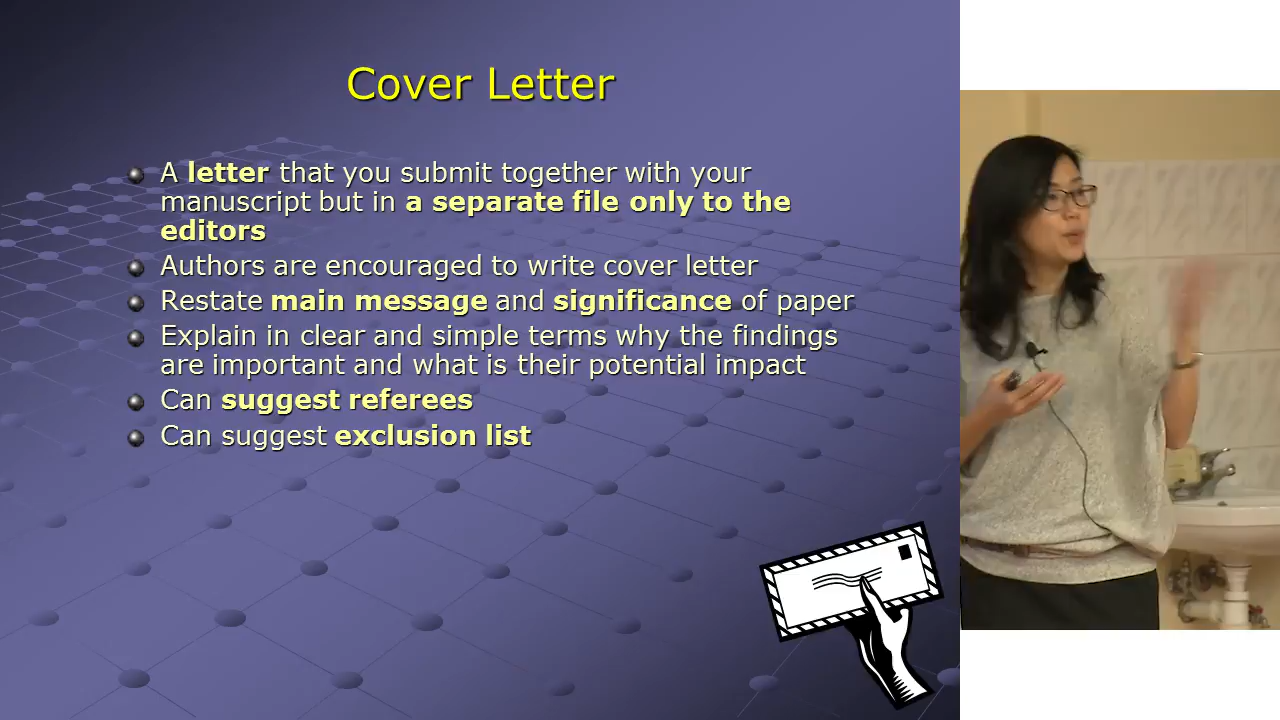 Cover Letter
A letter that you submit together with your
manuscript but in a separate file only to the
editors
Authors are encouraged to write cover letter
Restate main message and significance of paper
Explain in clear and simple terms why the findings
are important and what is their potential impact
Can suggest referees
Can suggest exclusion list